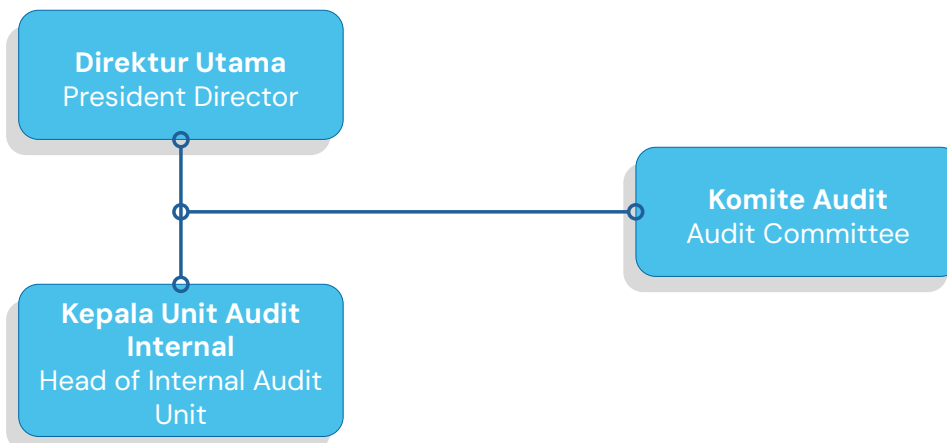 Direktur Utama
President Director
Komite Audit
Audit Committee
Kepala Unit Audit
Internal
Head of Internal Audit
Unit